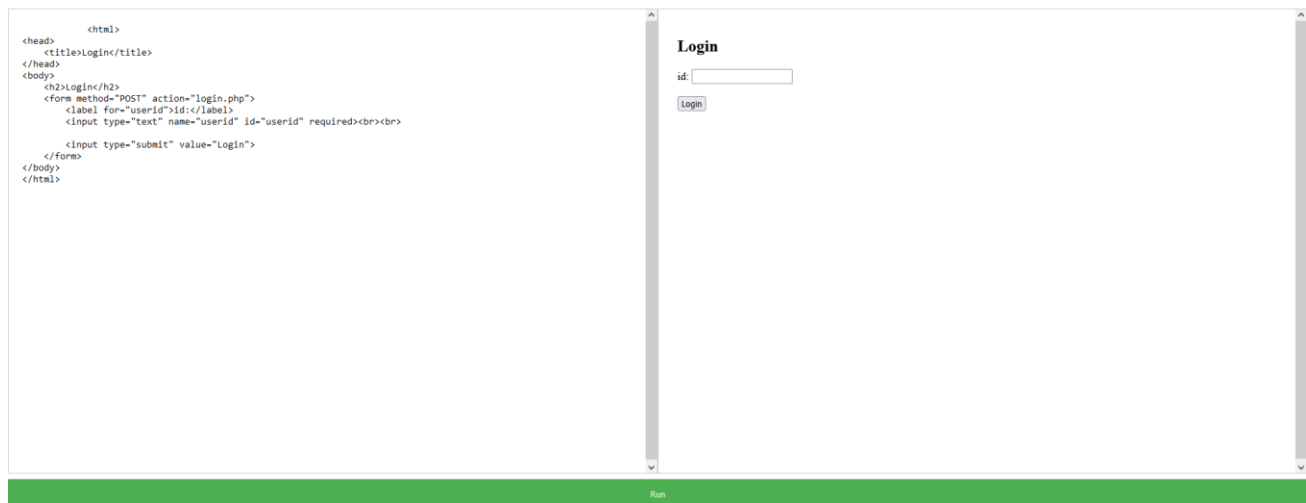 <html>
<head>
    <title>Login</title>
</head>
<body>
    <h2>Login</h2>
    <form method="POST" action="login.php">
        <label for="userid">id:</label>
        <input type="text" name="userid" id="userid" required><br><br>
        <input type="submit" value="Login">
    </form>
</body>
</html>
Login
id:
Login
Run